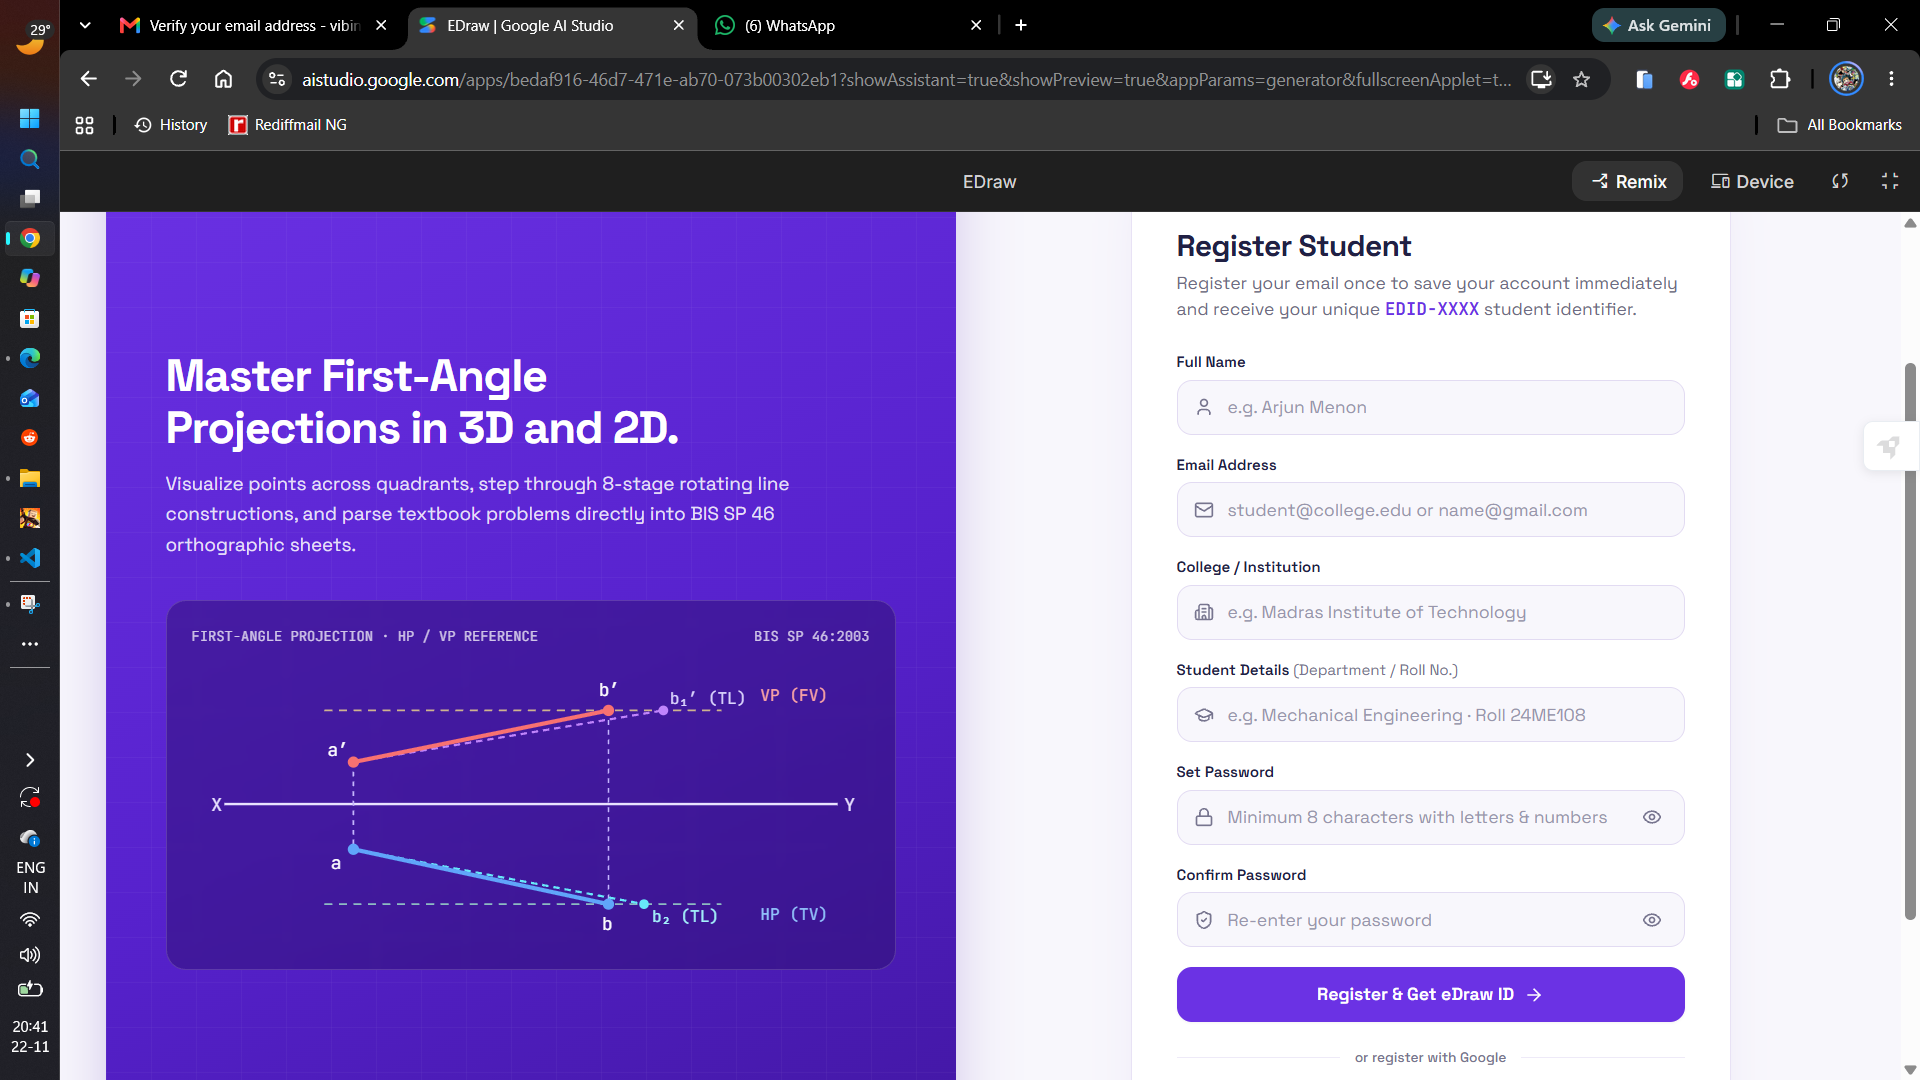 29°
Verify your email address - vibin
EDraw | Google AI Studio
(6) WhatsApp
Ask Gemini
aistudio.google.com/apps/bedaf916-46d7-471e-ab70-073b00302eb1?showAssistant=true&showPreview=true&appParams=generator&fullscreenApplet=t...
History
Rediffmail NG
All Bookmarks
EDraw
Remix
Device
Master First-Angle
Projections in 3D and 2D.
Visualize points across quadrants, step through 8-stage rotating line
constructions, and parse textbook problems directly into BIS SP 46
orthographic sheets.
FIRST-ANGLE PROJECTION · HP / VP REFERENCE
BIS SP 46:2003
b′
b₁′ (TL)
VP (FV)
a′
X
Y
a
b
b₂ (TL)
HP (TV)
Register Student
Register your email once to save your account immediately
and receive your unique EDID-XXXX student identifier.
Full Name
e.g. Arjun Menon
Email Address
student@college.edu or name@gmail.com
College / Institution
e.g. Madras Institute of Technology
Student Details (Department / Roll No.)
e.g. Mechanical Engineering · Roll 24ME108
Set Password
Minimum 8 characters with letters & numbers
Confirm Password
Re-enter your password
Register & Get eDraw ID →
or register with Google
ENG
IN
20:41
22-11